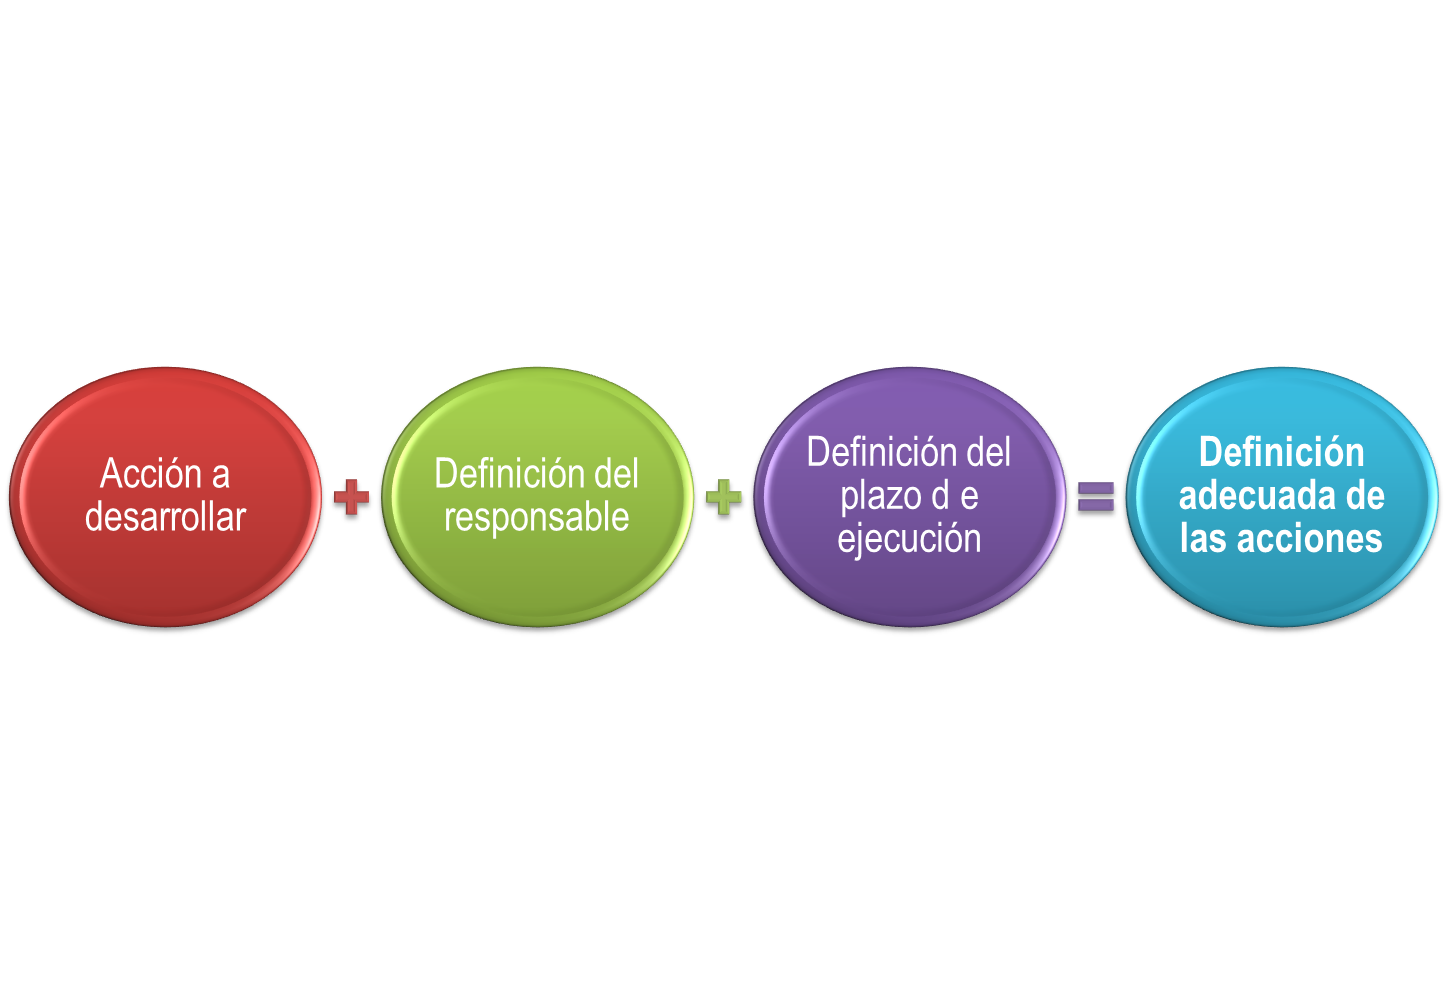 Acción a
desarrollar
+
Definición del
responsable
+
Definición del
plazo d e
ejecución
=
Definición
adecuada de
las acciones